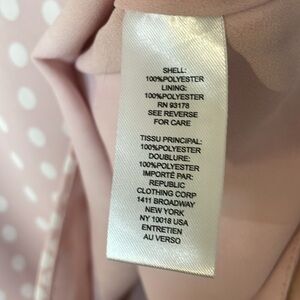 SHELL:
100%POLYESTER
LINING:
100%POLYESTER
RN 93178
SEE REVERSE
FOR CARE
TISSU PRINCIPAL:
100%POLYESTER
DOUBLURE:
100%POLYESTER
IMPORTÉ PAR:
REPUBLIC
CLOTHING CORP
1411 BROADWAY
NEW YORK
NY 10018 USA
ENTRETIEN
AU VERSO